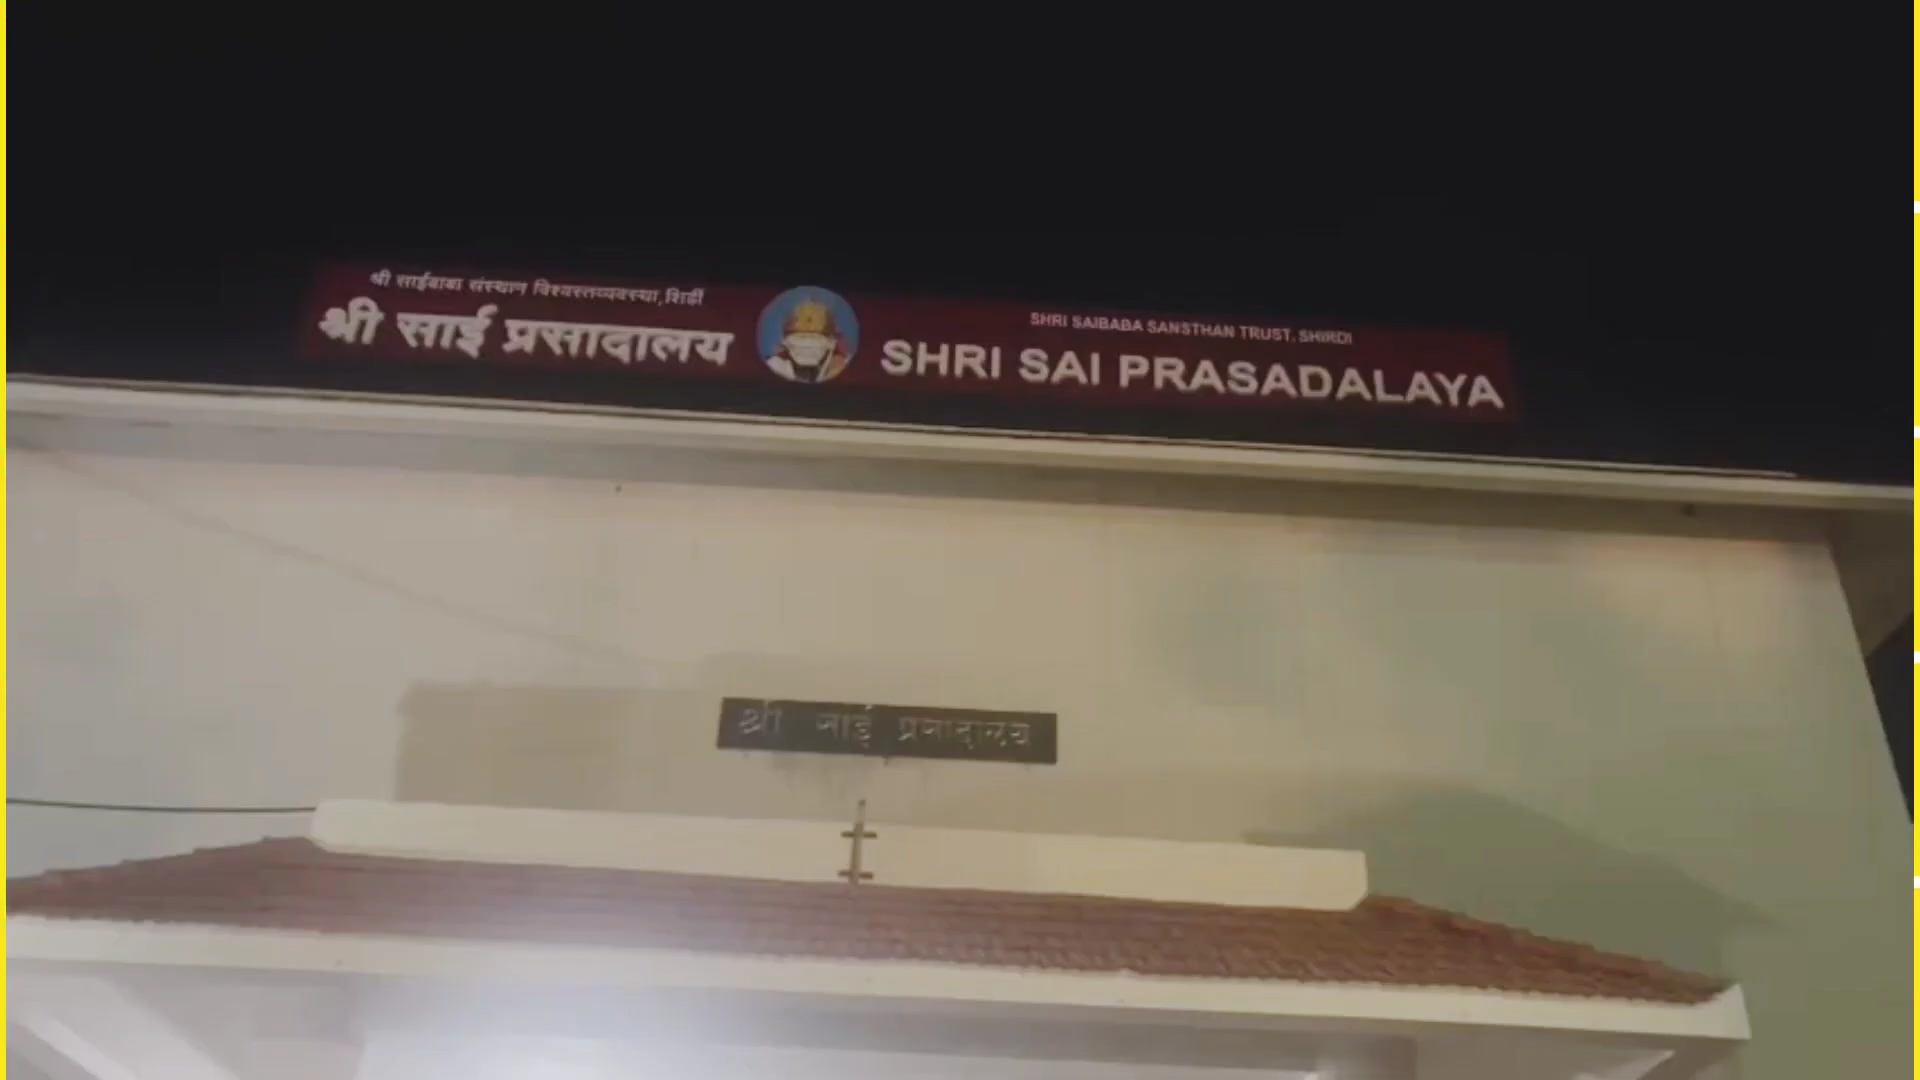 श्री साईबाबा संस्थान विश्वस्तव्यवस्था, शिर्डी
श्री साई प्रसादालय
SHRI SAIBABA SANSTHAN TRUST, SHIRDI
SHRI SAI PRASADALAYA
श्री साई प्रसादालय